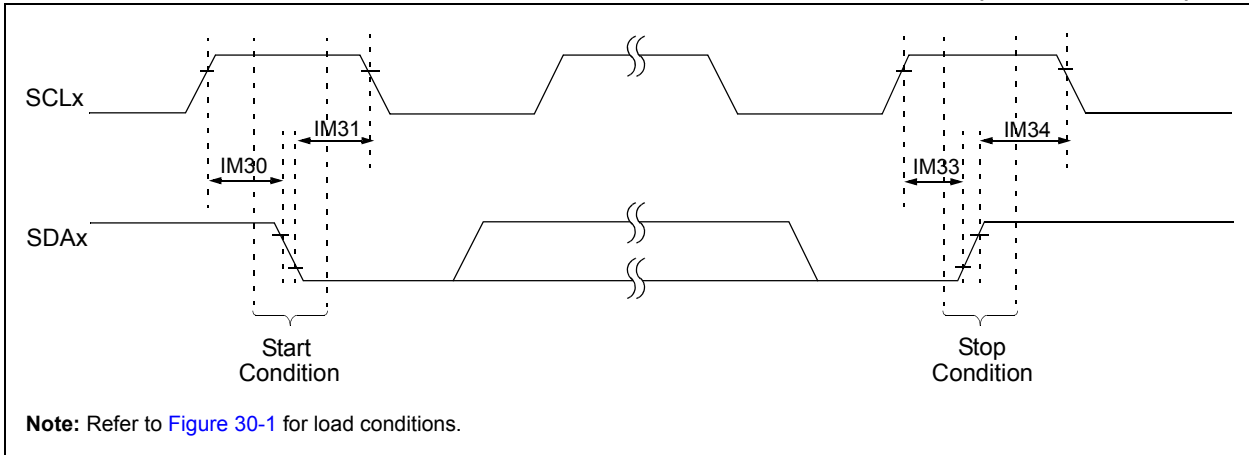 SCLx
IM31
IM34
IM30
IM33
SDAx
Start
Condition
Stop
Condition
Note: Refer to Figure 30-1 for load conditions.